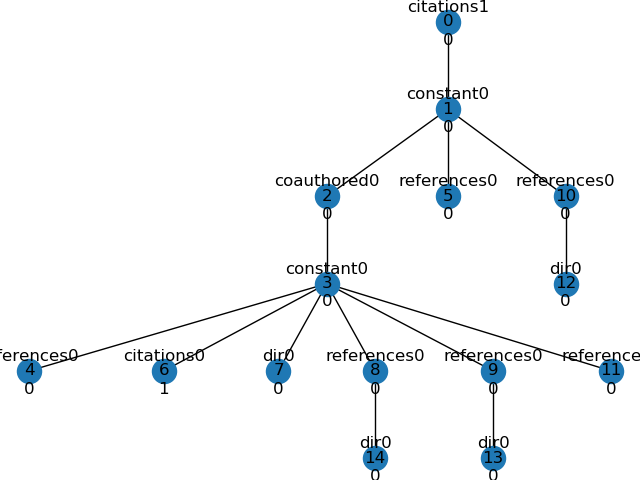 citations1
0
0
constant0
1
0
coauthored0 references0 references0
2 5 10
0 0 0
constant0 dir0
3 12
0 0
ferences0 citations0 dir0 references0 references0 reference
4 6 7 8 9 11
0 1 0 0 0 0
dir0 dir0
14 13
0 0